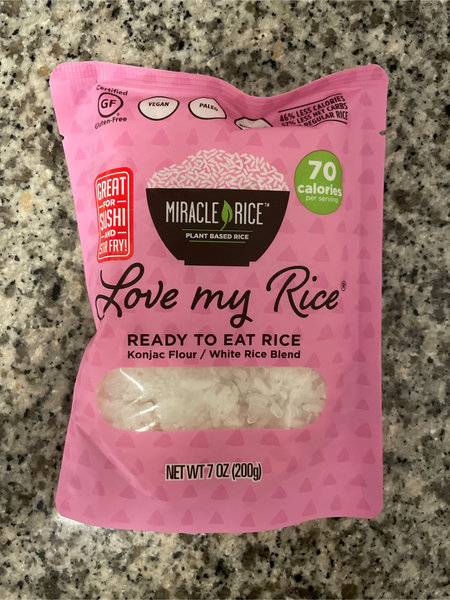 Certified
GF
Gluten-Free
VEGAN
PALEO
46% LESS CALORIES
57% LESS NET CARBS
REGULAR RICE
70
calories
per serving
GREAT
FOR
SUSHI
AND
STIR FRY!
MIRACLE RICE™
PLANT BASED RICE
Love my Rice®
READY TO EAT RICE
Konjac Flour / White Rice Blend
NET WT 7 OZ (200g)